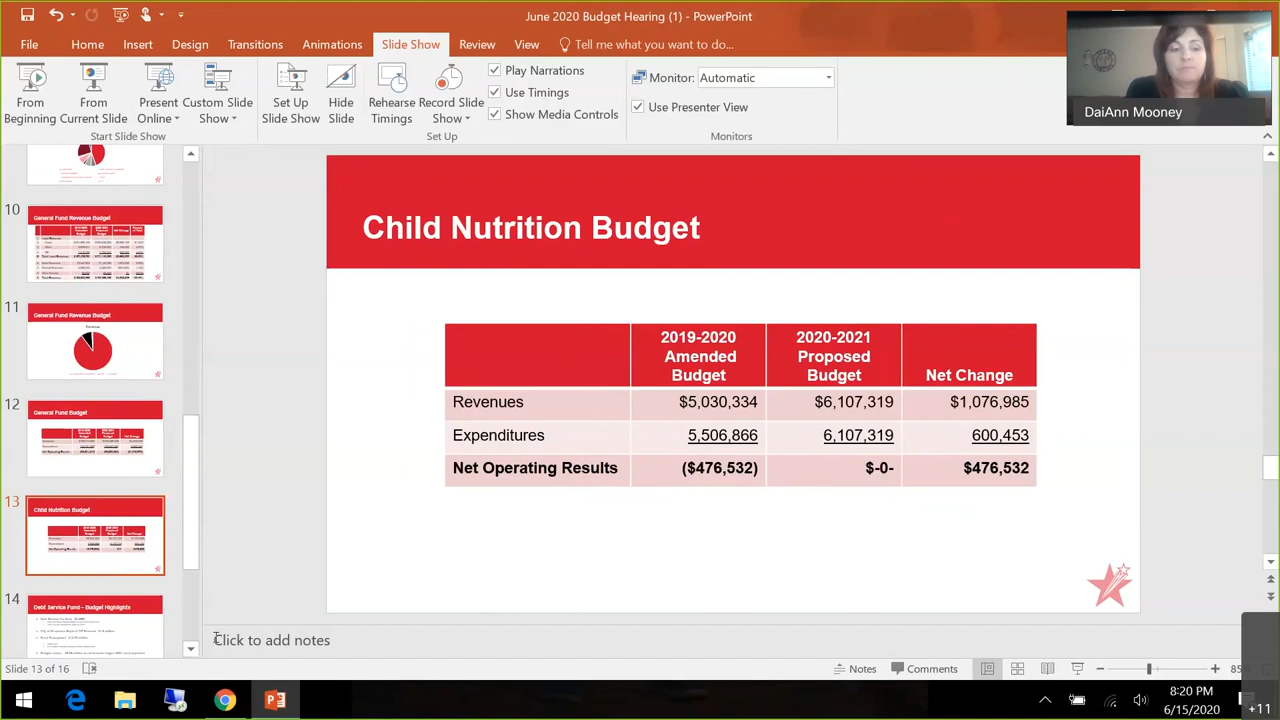 June 2020 Budget Hearing (1) - PowerPoint
File Home Insert Design Transitions Animations Slide Show Review View Tell me what you want to do...
From Beginning
From Current Slide
Present Online
Custom Slide Show
Start Slide Show
Set Up Slide Show
Hide Slide
Rehearse Timings
Record Slide Show
Play Narrations
Use Timings
Show Media Controls
Set Up
Monitor: Automatic
Use Presenter View
Monitors
DaiAnn Mooney
10
General Fund Revenue Budget
11
General Fund Revenue Budget
Revenue
12
General Fund Budget
13
Child Nutrition Budget
14
Debt Service Fund - Budget Highlights
Child Nutrition Budget
2019-2020 Amended Budget
2020-2021 Proposed Budget
Net Change
Revenues $5,030,334 $6,107,319 $1,076,985
Expenditures 5,506,866 6,107,319 600,453
Net Operating Results ($476,532) $-0- $476,532
Click to add notes
Slide 13 of 16
Notes
Comments
8:20 PM
6/15/2020
+11